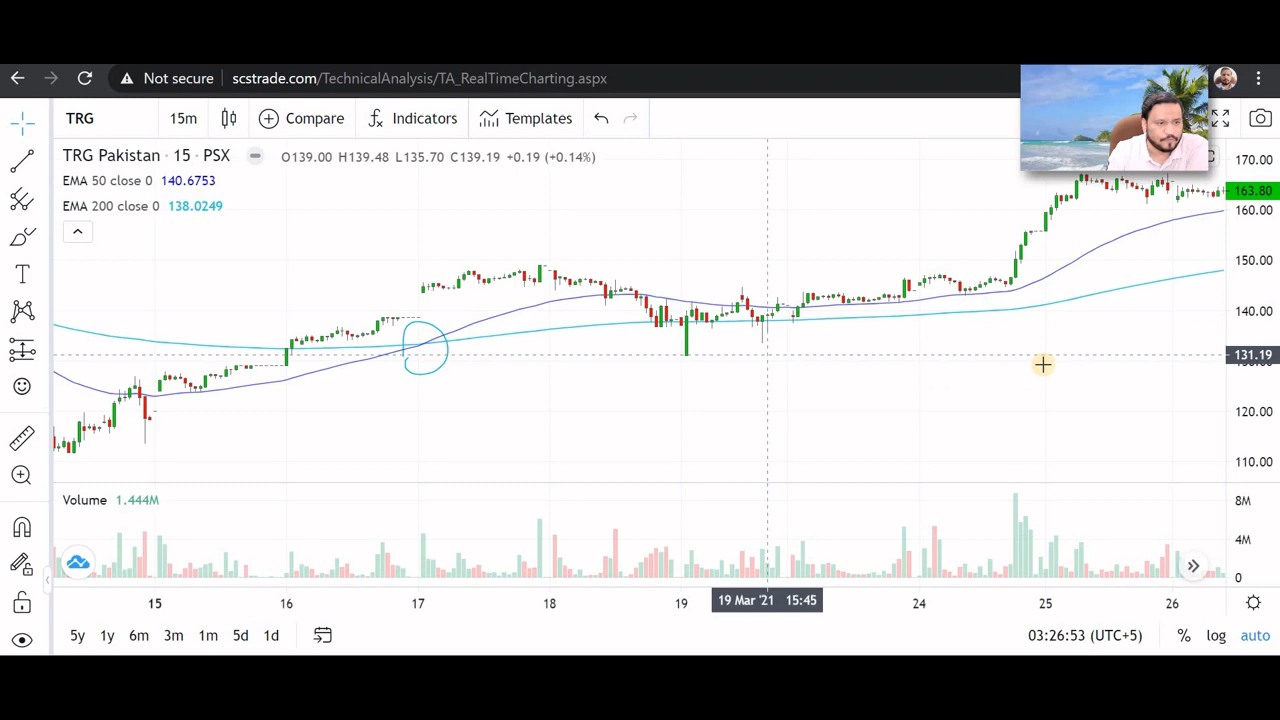 Not secure scstrade.com/TechnicalAnalysis/TA_RealTimeCharting.aspx
TRG 15m Compare Indicators Templates
TRG Pakistan · 15 · PSX O139.00 H139.48 L135.70 C139.19 +0.19 (+0.14%)
EMA 50 close 0 140.6753
EMA 200 close 0 138.0249
170.00
163.80
160.00
150.00
140.00
131.19
120.00
110.00
Volume 1.444M
8M
4M
0
15 16 17 18 19 19 Mar '21 15:45 24 25 26
5y 1y 6m 3m 1m 5d 1d 03:26:53 (UTC+5) % log auto